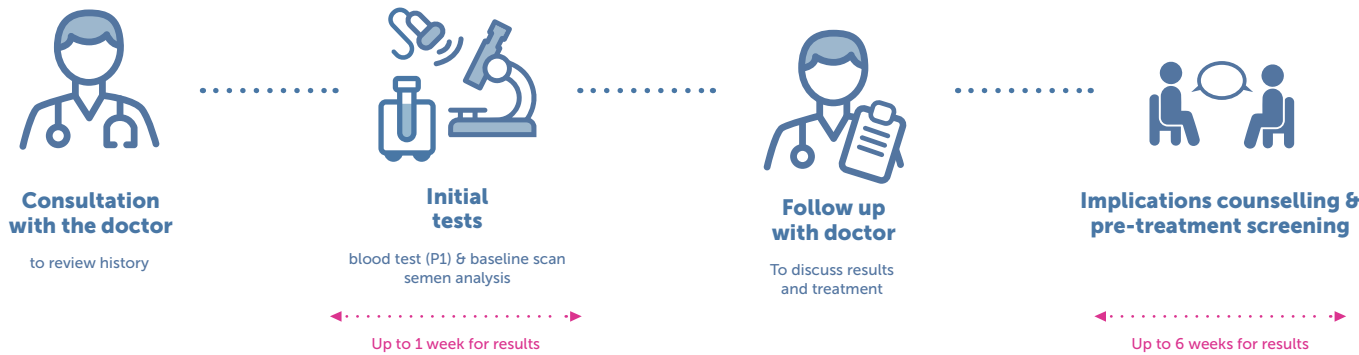 Consultation
with the doctor
to review history
Initial
tests
blood test (P1) & baseline scan
semen analysis
Up to 1 week for results
Follow up
with doctor
To discuss results
and treatment
Implications counselling &
pre-treatment screening
Up to 6 weeks for results